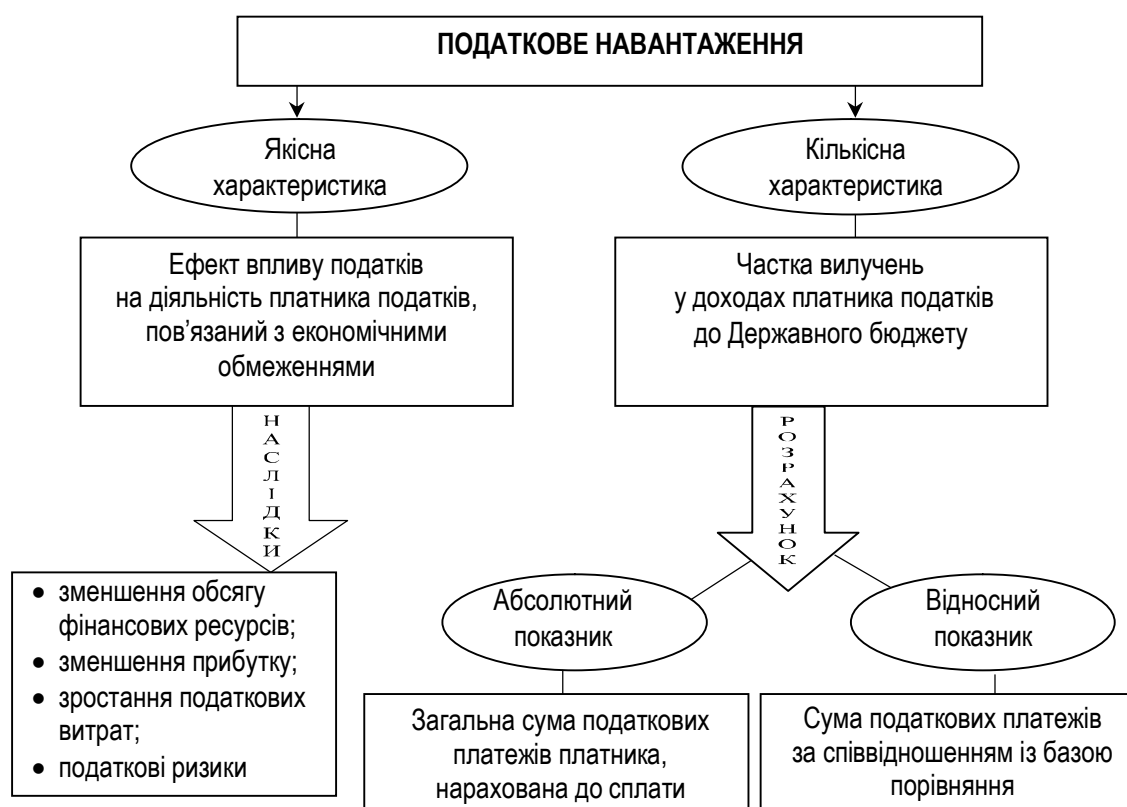 ПОДАТКОВЕ НАВАНТАЖЕННЯ
Якісна
характеристика
Кількісна
характеристика
Ефект впливу податків
на діяльність платника податків,
пов’язаний з економічними
обмеженнями
Частка вилучень
у доходах платника податків
до Державного бюджету
НАСЛІДКИ
РОЗРАХУНОК
• зменшення обсягу
фінансових ресурсів;
• зменшення прибутку;
• зростання податкових
витрат;
• податкові ризики
Абсолютний
показник
Відносний
показник
Загальна сума податкових
платежів платника,
нарахована до сплати
Сума податкових платежів
за співвідношенням із базою
порівняння